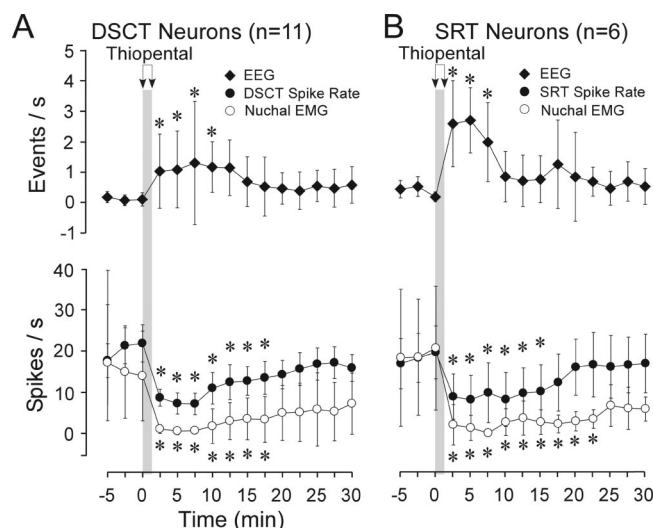 A DSCT Neurons (n=11)
Thiopental
EEG
DSCT Spike Rate
Nuchal EMG
Events / s
5
4
3
2
1
0
-1
* * * *
Spikes / s
40
30
20
10
0
* * * * * * *
* * * * * * *
-5 0 5 10 15 20 25 30
Time (min)
B SRT Neurons (n=6)
Thiopental
EEG
SRT Spike Rate
Nuchal EMG
* * *
* * * * * *
* * * * * * * * *
-5 0 5 10 15 20 25 30